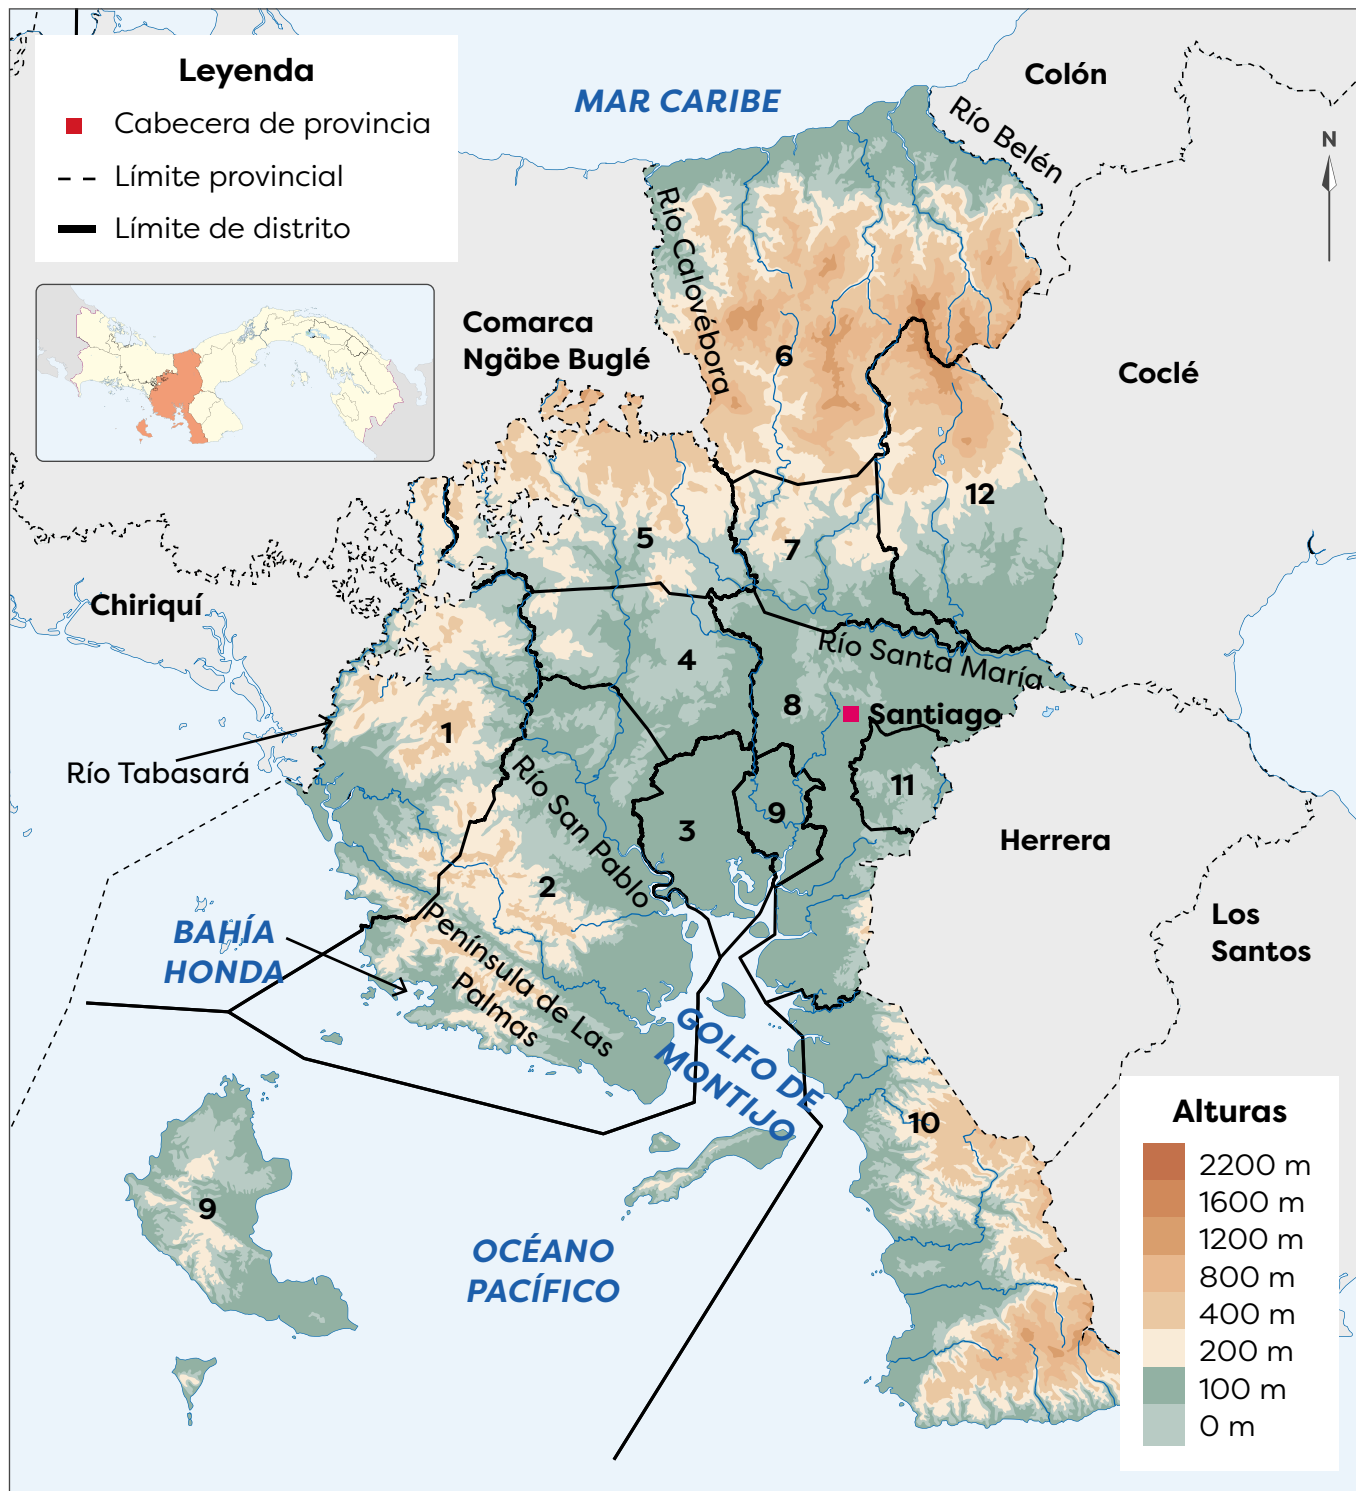 Leyenda
Cabecera de provincia
Límite provincial
Límite de distrito
MAR CARIBE
Colón
Río Belén
N
Río Calovébora
Comarca
Ngäbe Buglé
Coclé
6
12
5
7
Chiriquí
Río Santa María
4
8
Santiago
1
Río Tabasará
Río San Pablo
11
9
3
Herrera
2
Los
Santos
BAHÍA
HONDA
Península de Las
Palmas
GOLFO DE
MONTIJO
10
9
OCÉANO
PACÍFICO
Alturas
2200 m
1600 m
1200 m
800 m
400 m
200 m
100 m
0 m